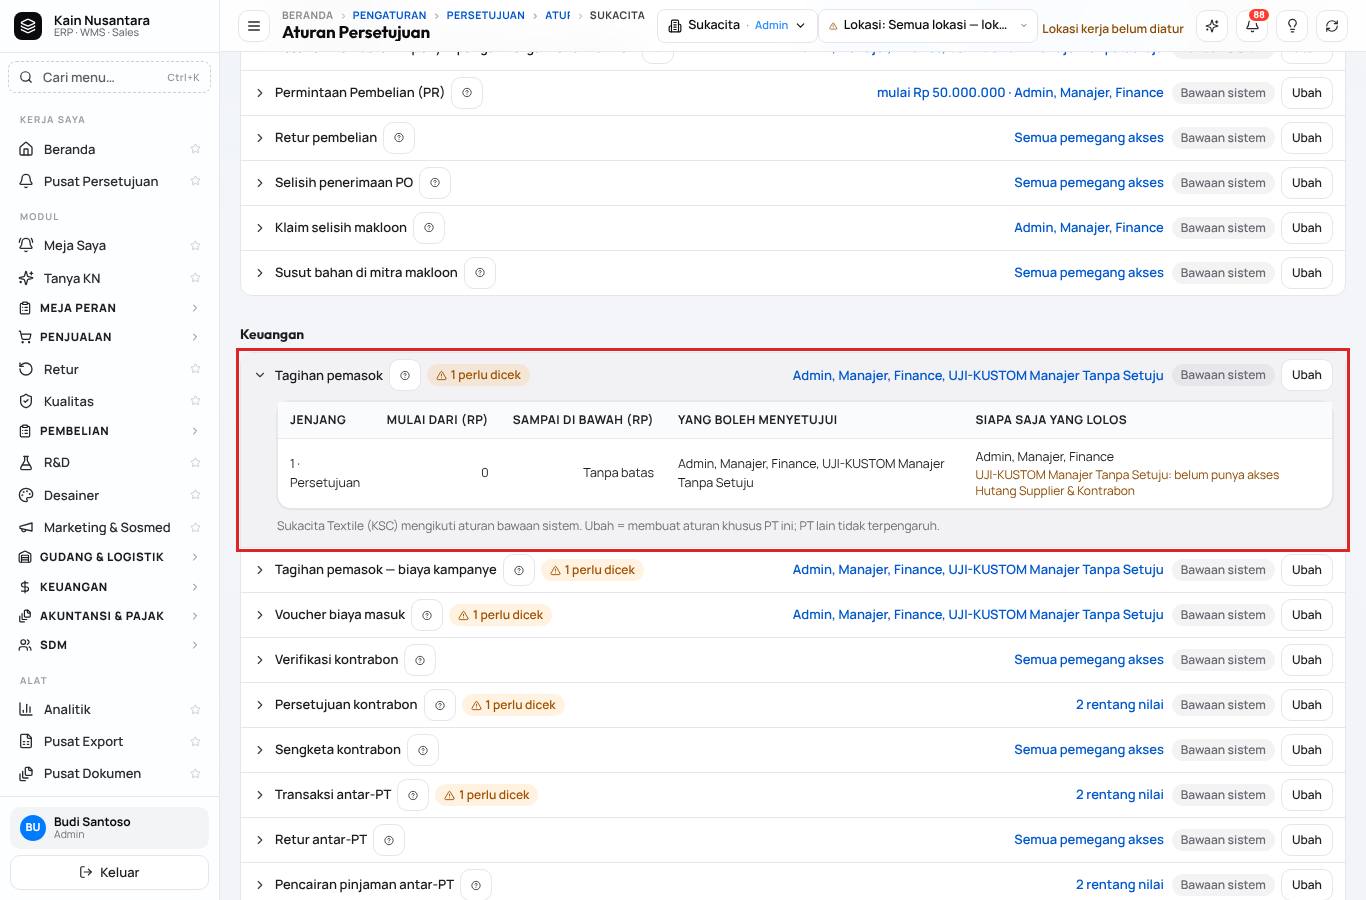 Kain Nusantara
ERP · WMS · Sales
Cari menu...
Ctrl+K
KERJA SAYA
Beranda
Pusat Persetujuan
MODUL
Meja Saya
Tanya KN
MEJA PERAN
PENJUALAN
Retur
Kualitas
PEMBELIAN
R&D
Desainer
Marketing & Sosmed
GUDANG & LOGISTIK
KEUANGAN
AKUNTANSI & PAJAK
SDM
ALAT
Analitik
Pusat Export
Pusat Dokumen
BU
Budi Santoso
Admin
Keluar
BERANDA > PENGATURAN > PERSETUJUAN > ATUR > SUKACITA
Aturan Persetujuan
Sukacita · Admin
Lokasi: Semua lokasi — lok...
Lokasi kerja belum diatur
88
Permintaan Pembelian (PR) mulai Rp 50.000.000 · Admin, Manajer, Finance Bawaan sistem Ubah
Retur pembelian Semua pemegang akses Bawaan sistem Ubah
Selisih penerimaan PO Semua pemegang akses Bawaan sistem Ubah
Klaim selisih makloon Admin, Manajer, Finance Bawaan sistem Ubah
Susut bahan di mitra makloon Semua pemegang akses Bawaan sistem Ubah
Keuangan
Tagihan pemasok 1 perlu dicek Admin, Manajer, Finance, UJI-KUSTOM Manajer Tanpa Setuju Bawaan sistem Ubah
JENJANG MULAI DARI (RP) SAMPAI DI BAWAH (RP) YANG BOLEH MENYETUJUI SIAPA SAJA YANG LOLOS
1 ·
Persetujuan
0
Tanpa batas
Admin, Manajer, Finance, UJI-KUSTOM Manajer
Tanpa Setuju
Admin, Manajer, Finance
UJI-KUSTOM Manajer Tanpa Setuju: belum punya akses
Hutang Supplier & Kontrabon
Sukacita Textile (KSC) mengikuti aturan bawaan sistem. Ubah = membuat aturan khusus PT ini; PT lain tidak terpengaruh.
Tagihan pemasok — biaya kampanye 1 perlu dicek Admin, Manajer, Finance, UJI-KUSTOM Manajer Tanpa Setuju Bawaan sistem Ubah
Voucher biaya masuk 1 perlu dicek Admin, Manajer, Finance, UJI-KUSTOM Manajer Tanpa Setuju Bawaan sistem Ubah
Verifikasi kontrabon Semua pemegang akses Bawaan sistem Ubah
Persetujuan kontrabon 1 perlu dicek 2 rentang nilai Bawaan sistem Ubah
Sengketa kontrabon Semua pemegang akses Bawaan sistem Ubah
Transaksi antar-PT 1 perlu dicek 2 rentang nilai Bawaan sistem Ubah
Retur antar-PT Semua pemegang akses Bawaan sistem Ubah
Pencairan pinjaman antar-PT 2 rentang nilai Bawaan sistem Ubah